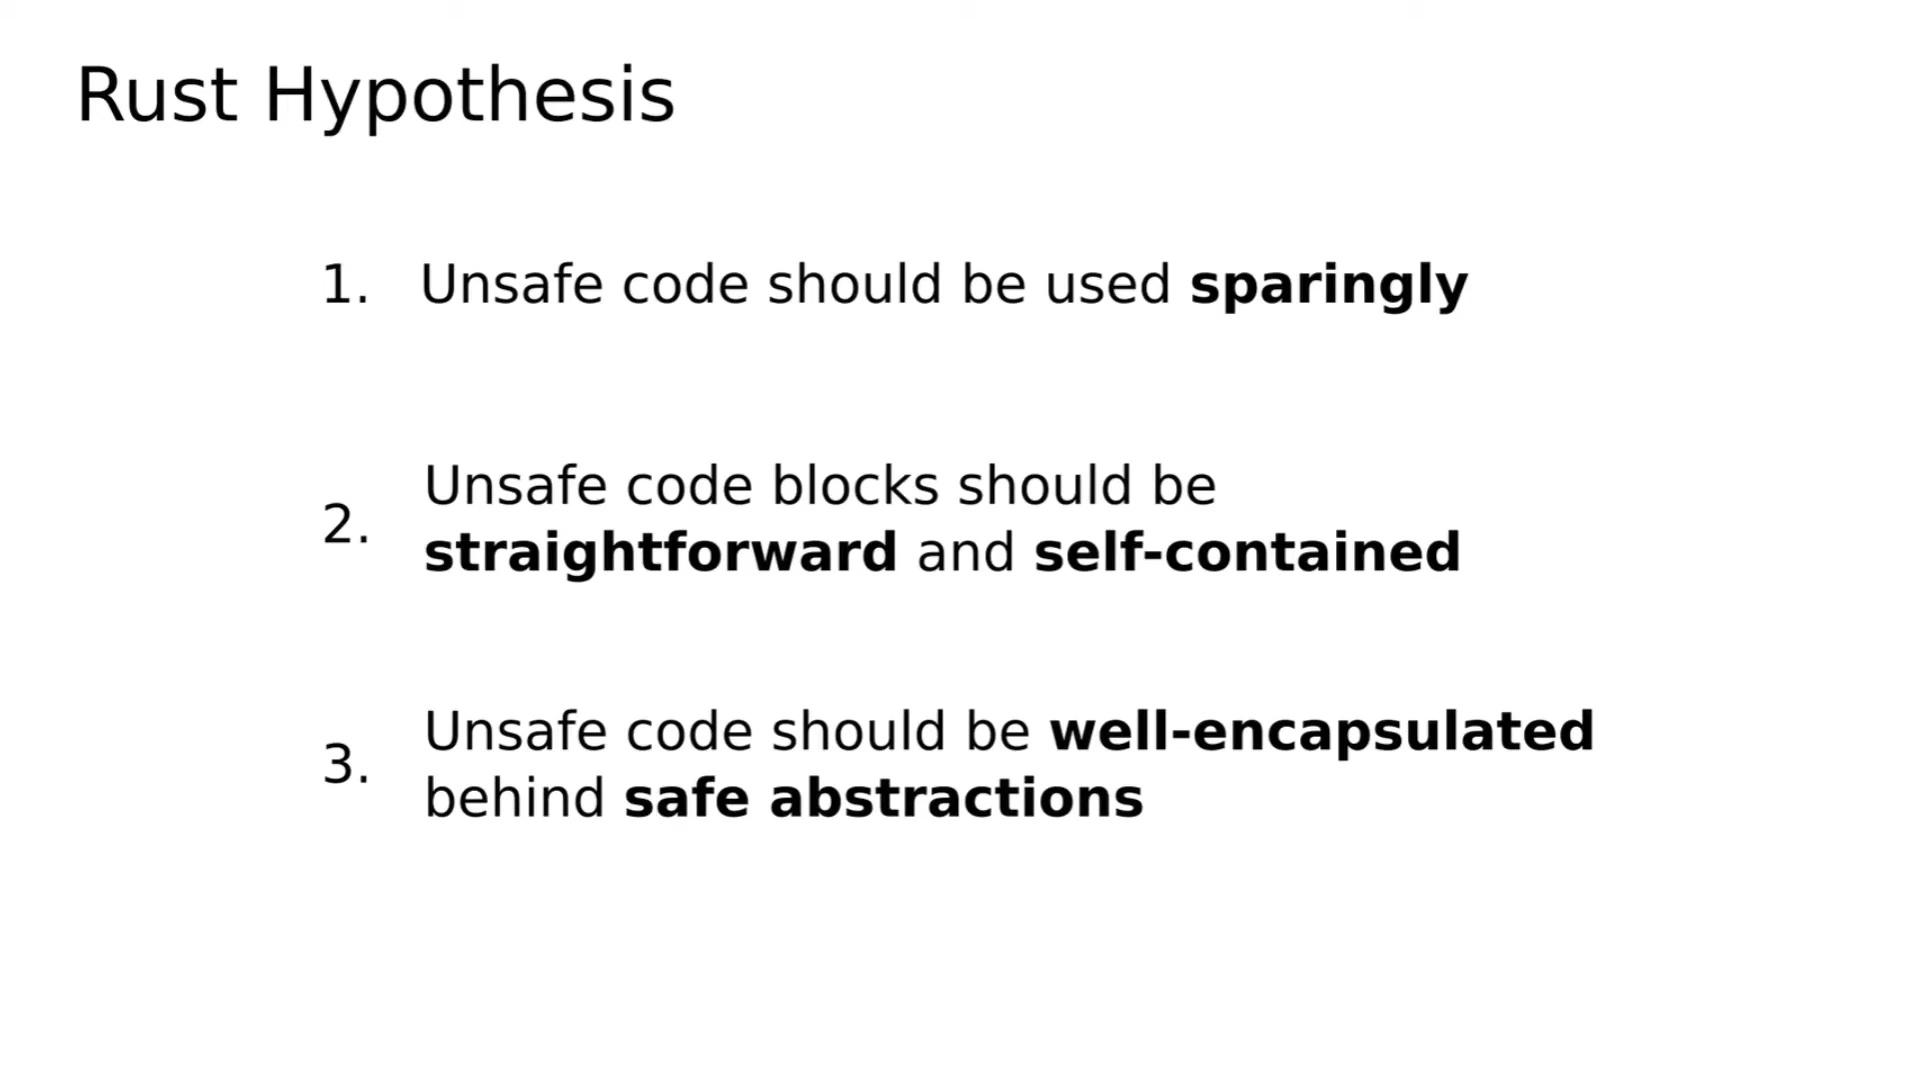 Rust Hypothesis
1. Unsafe code should be used sparingly
2. Unsafe code blocks should be
straightforward and self-contained
3. Unsafe code should be well-encapsulated
behind safe abstractions